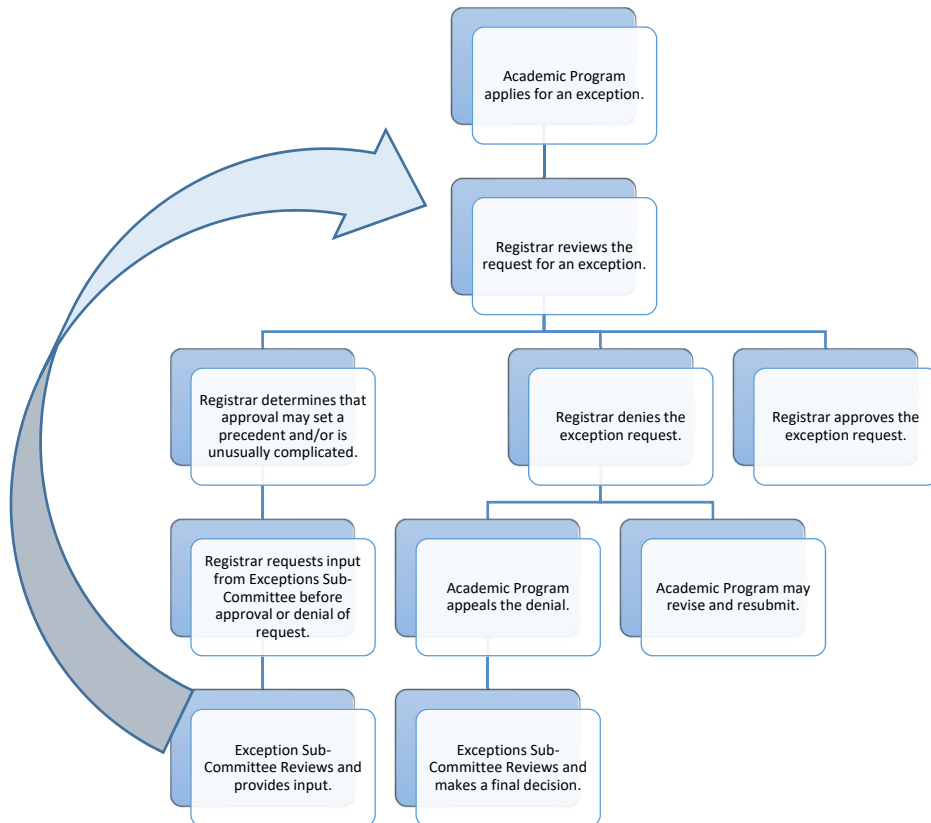 Academic Program
applies for an exception.
Registrar reviews the
request for an exception.
Registrar determines that
approval may set a
precedent and/or is
unusually complicated.
Registrar denies the
exception request.
Registrar approves the
exception request.
Registrar requests input
from Exceptions Sub-
Committee before
approval or denial of
request.
Academic Program
appeals the denial.
Academic Program may
revise and resubmit.
Exception Sub-
Committee Reviews and
provides input.
Exceptions Sub-
Committee Reviews and
makes a final decision.